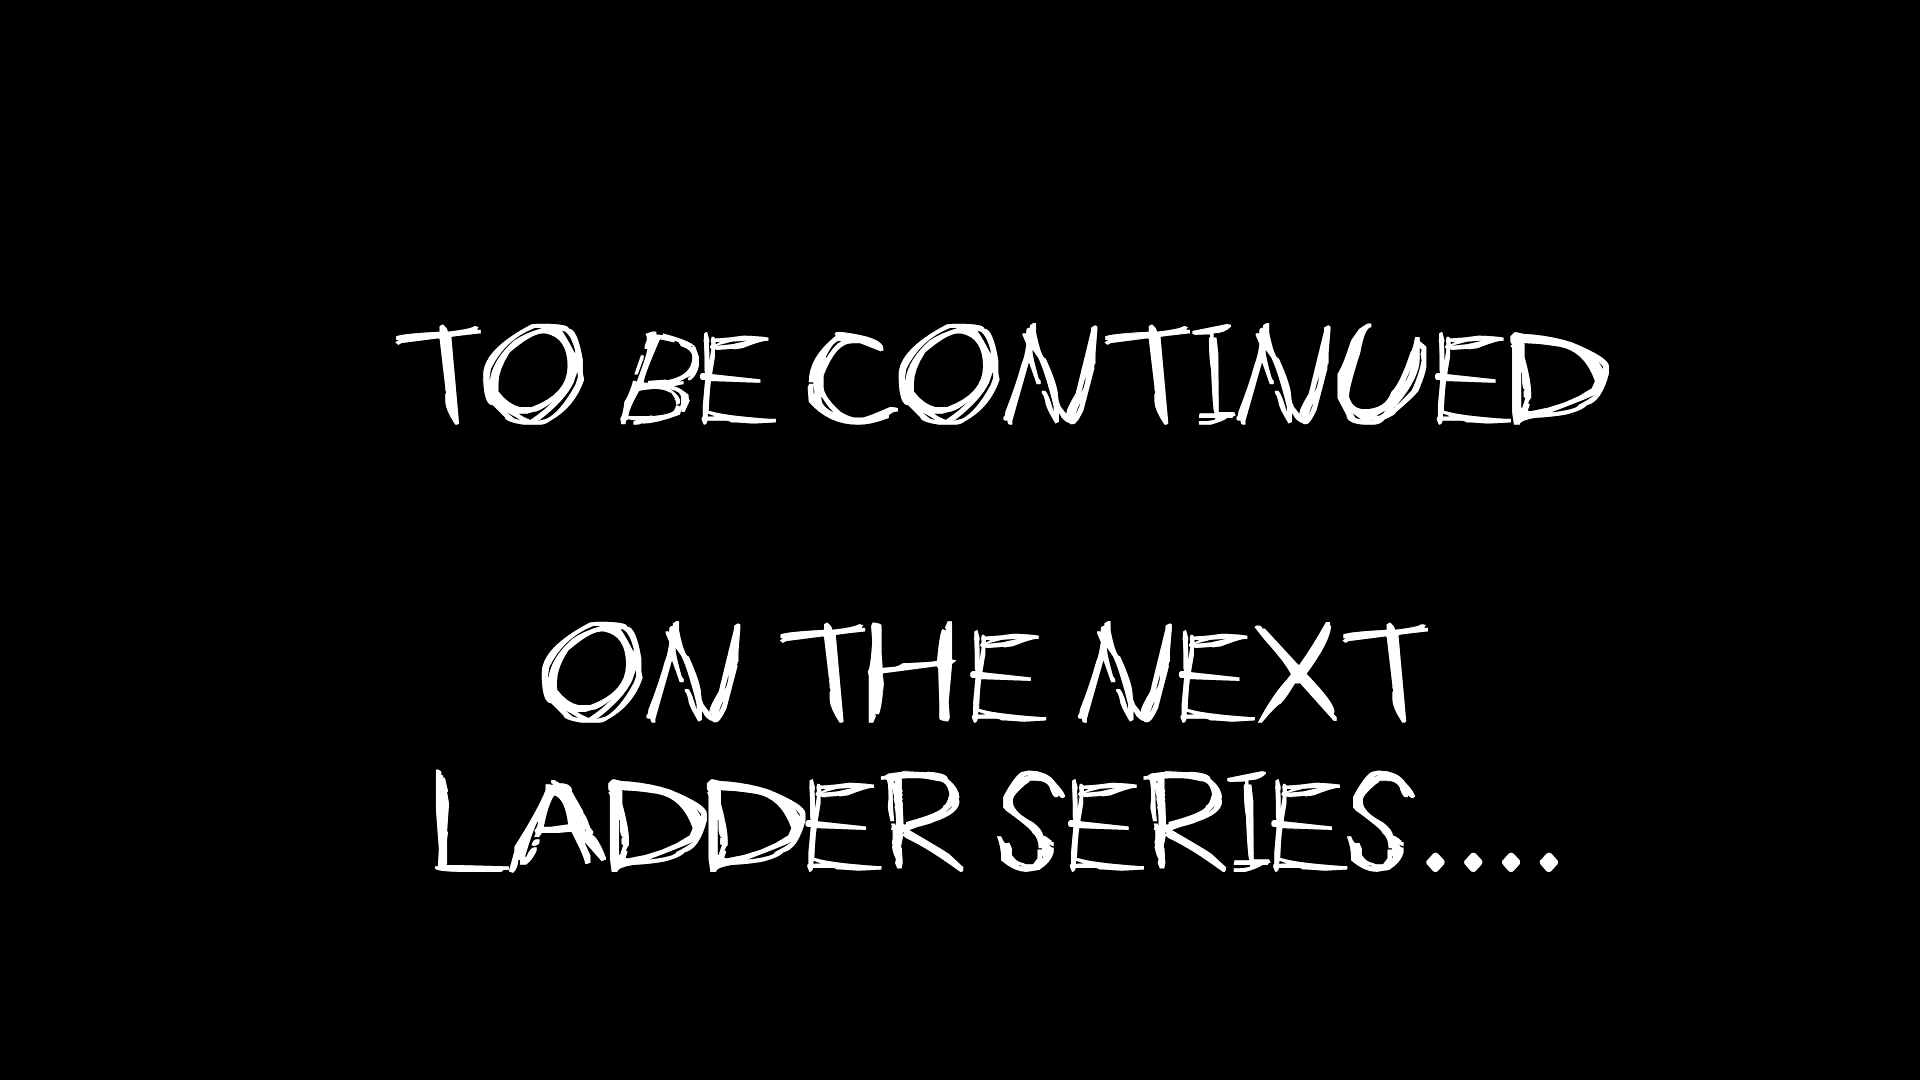 TO BE CONTINUED
ON THE NEXT
LADDER SERIES....